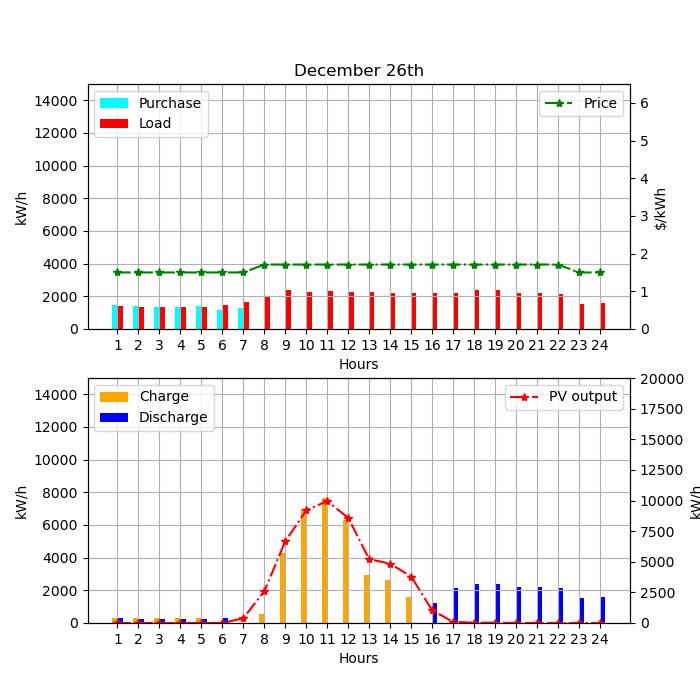 December 26th
Purchase
Load
Price
14000
12000
10000
8000
6000
4000
2000
0
kW/h
6
5
4
3
2
1
0
$/kWh
1 2 3 4 5 6 7 8 9 10 11 12 13 14 15 16 17 18 19 20 21 22 23 24
Hours
Charge
Discharge
PV output
14000
12000
10000
8000
6000
4000
2000
0
kW/h
20000
17500
15000
12500
10000
7500
5000
2500
0
kW/h
1 2 3 4 5 6 7 8 9 10 11 12 13 14 15 16 17 18 19 20 21 22 23 24
Hours